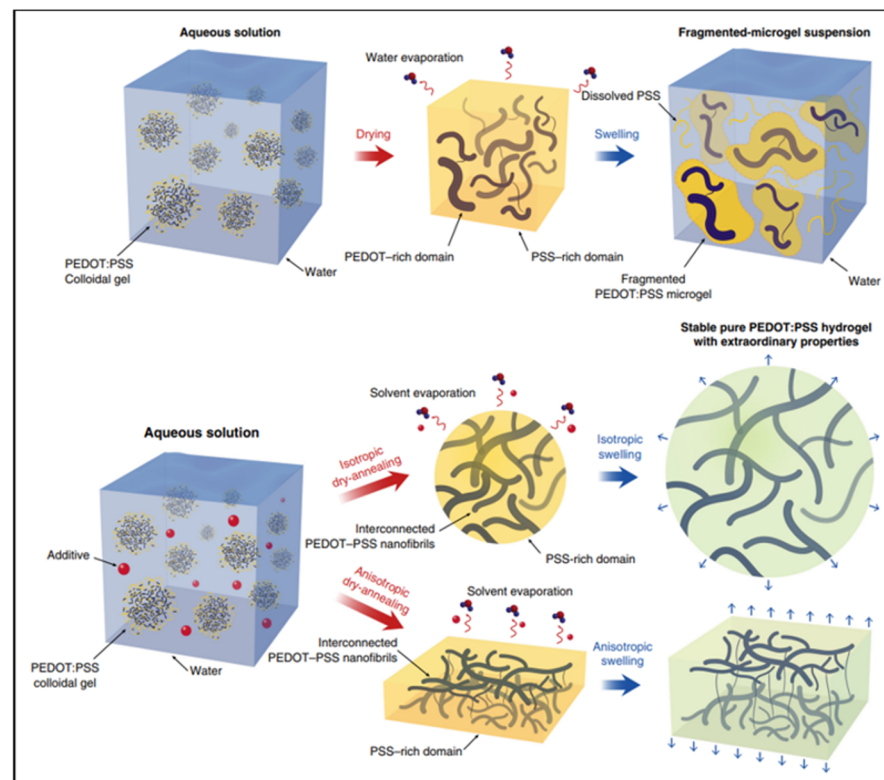 Aqueous solution
Fragmented-microgel suspension
Water evaporation
Dissolved PSS
Drying
Swelling
PEDOT:PSS
Colloidal gel
Water
PEDOT–rich domain
PSS–rich domain
Fragmented
PEDOT:PSS microgel
Water
Stable pure PEDOT:PSS hydrogel
with extraordinary properties
Solvent evaporation
Aqueous solution
Isotropic
dry-annealing
Isotropic
swelling
Additive
Interconnected
PEDOT–PSS nanofibrils
PSS-rich domain
Anisotropic
dry-annealing
Solvent evaporation
Interconnected
PEDOT–PSS nanofibrils
Anisotropic
swelling
PEDOT:PSS
colloidal gel
Water
PSS–rich domain